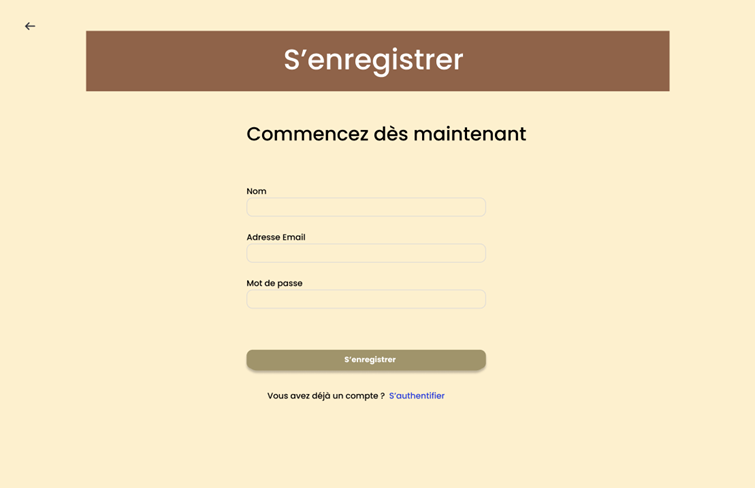 S’enregistrer
Commencez dès maintenant
Nom
Adresse Email
Mot de passe
S’enregistrer
Vous avez déjà un compte ? S’authentifier